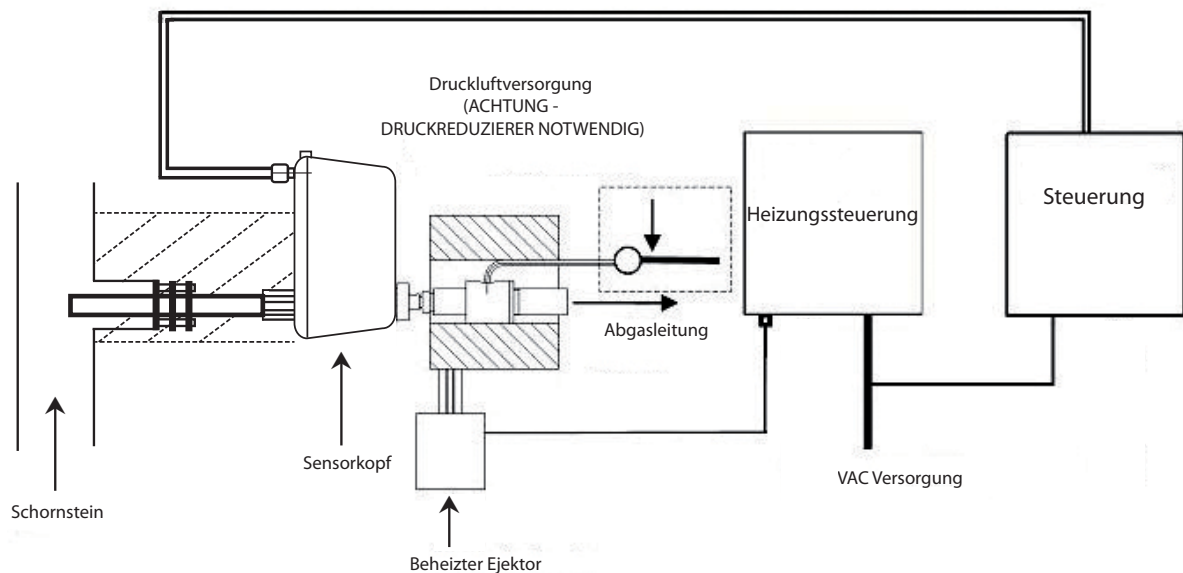 Druckluftversorgung
(ACHTUNG -
DRUCKREDUZIERER NOTWENDIG)
Heizungssteuerung
Steuerung
Abgasleitung
Sensorkopf
VAC Versorgung
Schornstein
Beheizter Ejektor